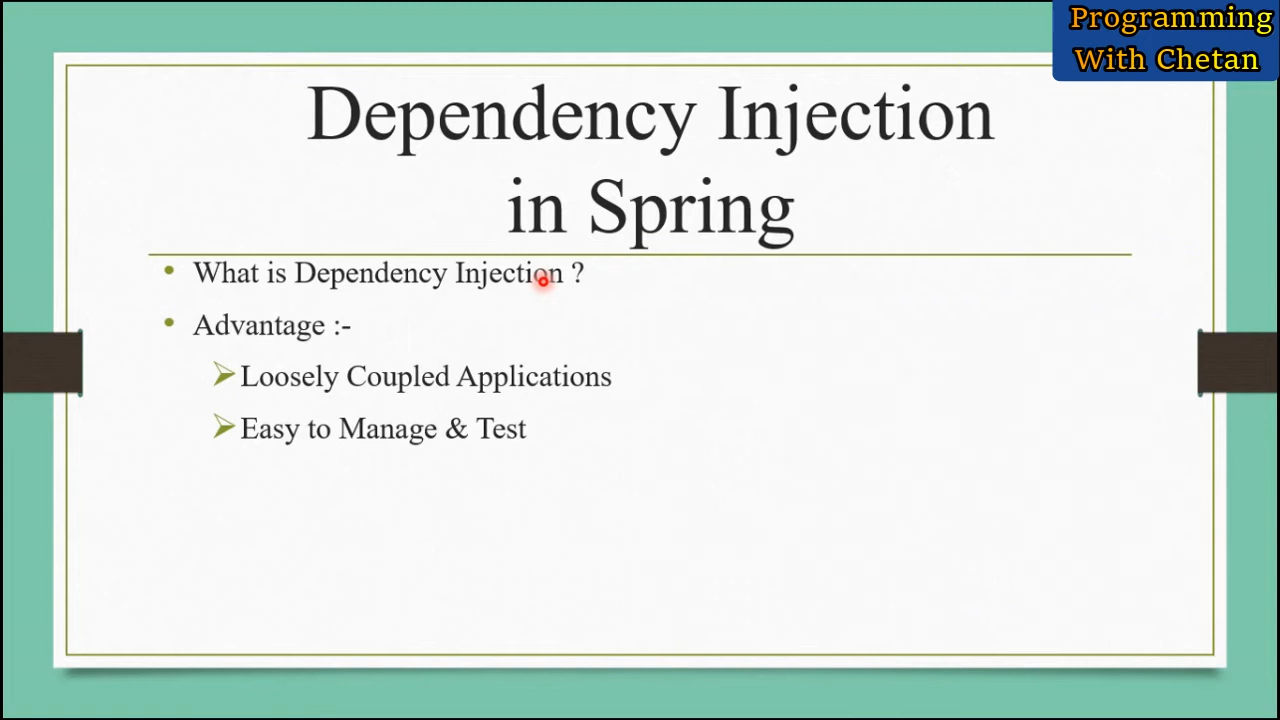 Programming
With Chetan
Dependency Injection
in Spring
• What is Dependency Injection ?
• Advantage :-
➢Loosely Coupled Applications
➢Easy to Manage & Test